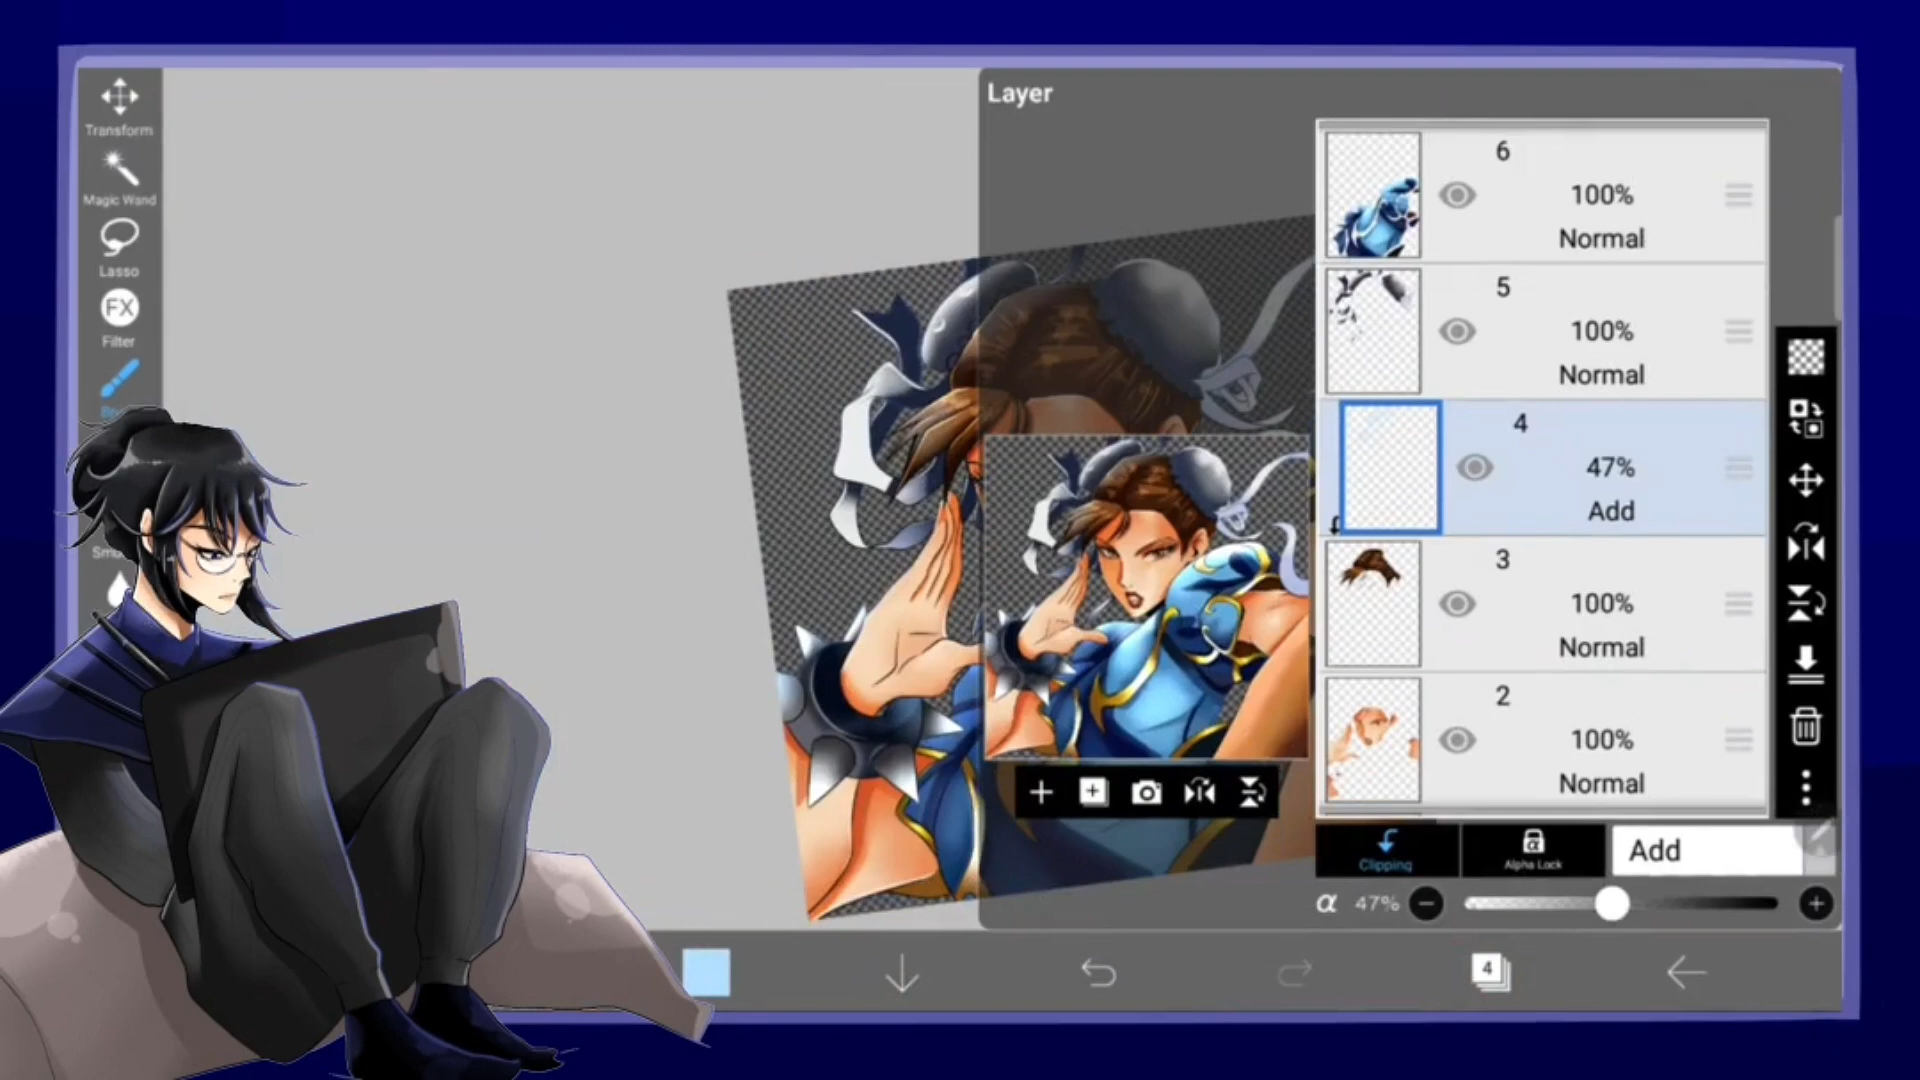 Layer
Transform
Magic Wand
Lasso
FX
Filter
6
100%
Normal
5
100%
Normal
4
47%
Add
3
100%
Normal
2
100%
Normal
Clipping
α
Alpha Lock
Add
α 47%
4